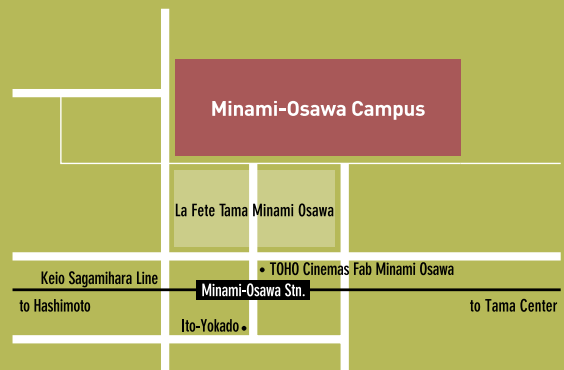 Minami-Osawa Campus
La Fete Tama Minami Osawa
TOHO Cinemas Fab Minami Osawa
Keio Sagamihara Line
Minami-Osawa Stn.
to Hashimoto
to Tama Center
Ito-Yokado